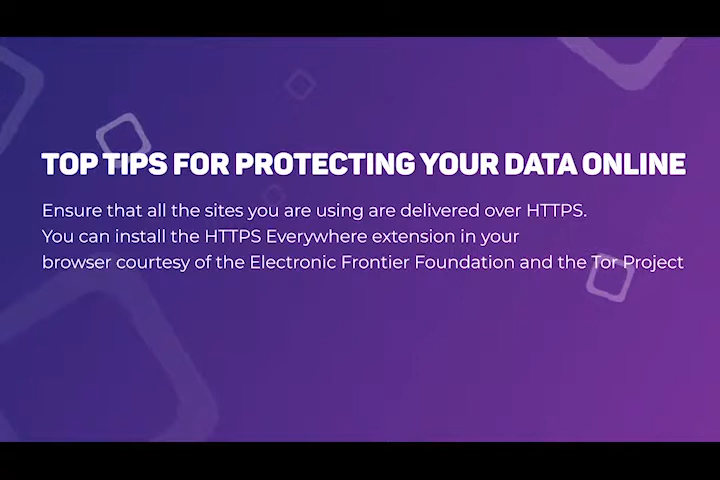 TOP TIPS FOR PROTECTING YOUR DATA ONLINE
Ensure that all the sites you are using are delivered over HTTPS.
You can install the HTTPS Everywhere extension in your
browser courtesy of the Electronic Frontier Foundation and the Tor Project